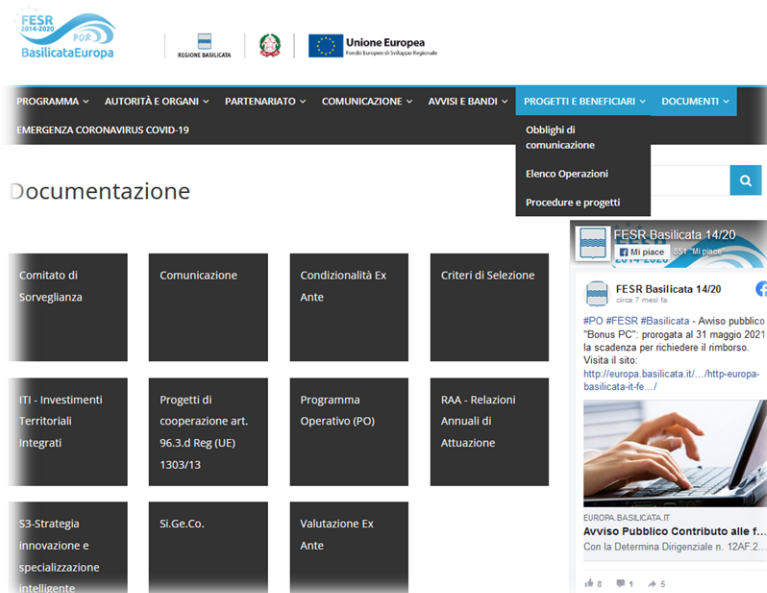 FESR
2014-2020
POR
BasilicataEuropa
REGIONE BASILICATA
Unione Europea
Fondo Europeo di Sviluppo Regionale
PROGRAMMA
AUTORITÀ E ORGANI
PARTENARIATO
COMUNICAZIONE
AVVISI E BANDI
PROGETTI E BENEFICIARI
DOCUMENTI
EMERGENZA CORONAVIRUS COVID-19
Obblighi di
comunicazione
Elenco Operazioni
Procedure e progetti
Documentazione
Comitato di
Sorveglianza
Comunicazione
Condizionalità Ex
Ante
Criteri di Selezione
ITI - Investimenti
Territoriali
Integrati
Progetti di
cooperazione art.
96.3.d Reg (UE)
1303/13
Programma
Operativo (PO)
RAA - Relazioni
Annuali di
Attuazione
S3-Strategia
innovazione e
specializzazione
intelligente
Si.Ge.Co.
Valutazione Ex
Ante
FESR Basilicata 14/20
Mi piace
551 "Mi piace"
2014-2020
FESR Basilicata 14/20
circa 7 mesi fa
#PO #FESR #Basilicata - Avviso pubblico
"Bonus PC": prorogata al 31 maggio 2021
la scadenza per richiedere il rimborso.
Visita il sito:
http://europa.basilicata.it/.../http-europa-
basilicata-it-fe.../
EUROPA.BASILICATA.IT
Avviso Pubblico Contributo alle f...
Con la Determina Dirigenziale n. 12AF.2...
8
1
5